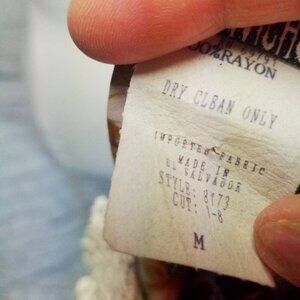 00%RAYON
DRY CLEAN ONLY
IMPORTED FABRIC
MADE IN
EL SALVADOR
STYLE: 8173
CUT: 1-8
M